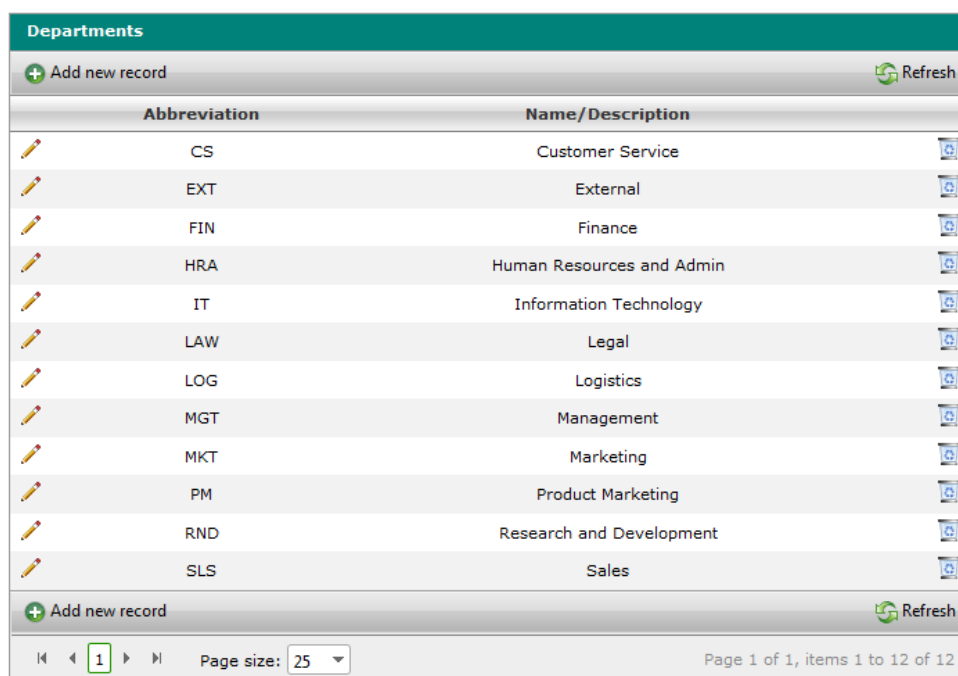 Departments
Add new record Refresh
Abbreviation Name/Description
CS Customer Service
EXT External
FIN Finance
HRA Human Resources and Admin
IT Information Technology
LAW Legal
LOG Logistics
MGT Management
MKT Marketing
PM Product Marketing
RND Research and Development
SLS Sales
Add new record Refresh
1 Page size: 25 Page 1 of 1, items 1 to 12 of 12